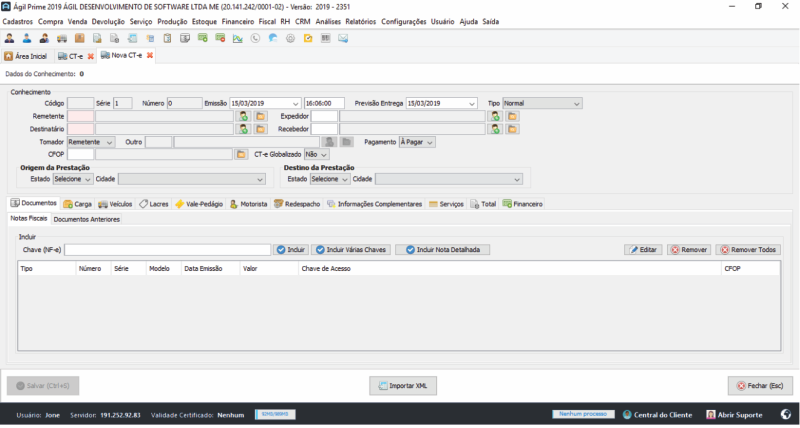 Ágil Prime 2019 ÁGIL DESENVOLVIMENTO DE SOFTWARE LTDA ME (20.141.242/0001-02) - Versão: 2019 - 2351
Cadastros Compra Venda Devolução Serviço Produção Estoque Financeiro Fiscal RH CRM Análises Relatórios Configurações Usuário Ajuda Saída
Área Inicial CT-e Nova CT-e
Dados do Conhecimento: 0
Conhecimento
Código Série 1 Número 0 Emissão 15/03/2019 16:06:00 Previsão Entrega 15/03/2019 Tipo Normal
Remetente Expedidor
Destinatário Recebedor
Tomador Remetente Outro Pagamento À Pagar
CFOP CT-e Globalizado Não
Origem da Prestação Destino da Prestação
Estado Selecione Cidade Estado Selecione Cidade
Documentos Carga Veículos Lacres Vale-Pedágio Motorista Redespacho Informações Complementares Serviços Total Financeiro
Notas Fiscais Documentos Anteriores
Incluir
Chave (NF-e) Incluir Incluir Várias Chaves Incluir Nota Detalhada Editar Remover Remover Todos
Tipo Número Série Modelo Data Emissão Valor Chave de Acesso CFOP
Salvar (Ctrl+S) Importar XML Fechar (Esc)
Usuário: Jone Servidor: 191.252.92.83 Validade Certificado: Nenhum Nenhum processo Central do Cliente Abrir Suporte